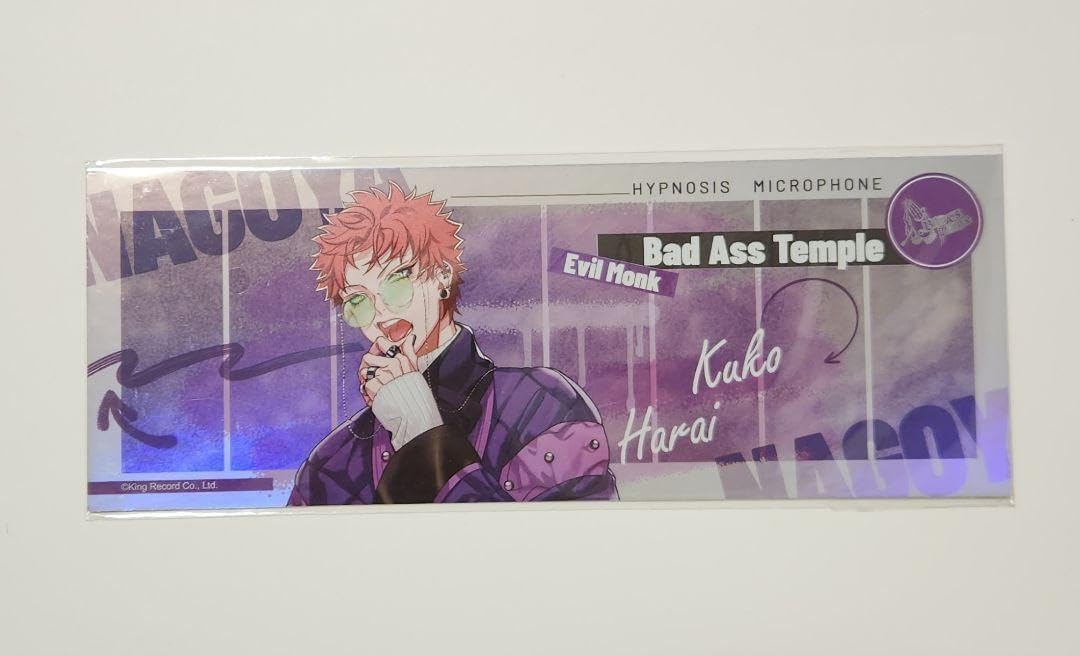 NAGOYA
HYPNOSIS MICROPHONE
Bad Ass Temple
Evil Monk
Kuko
Harai
NAGOY
©King Record Co., Ltd.